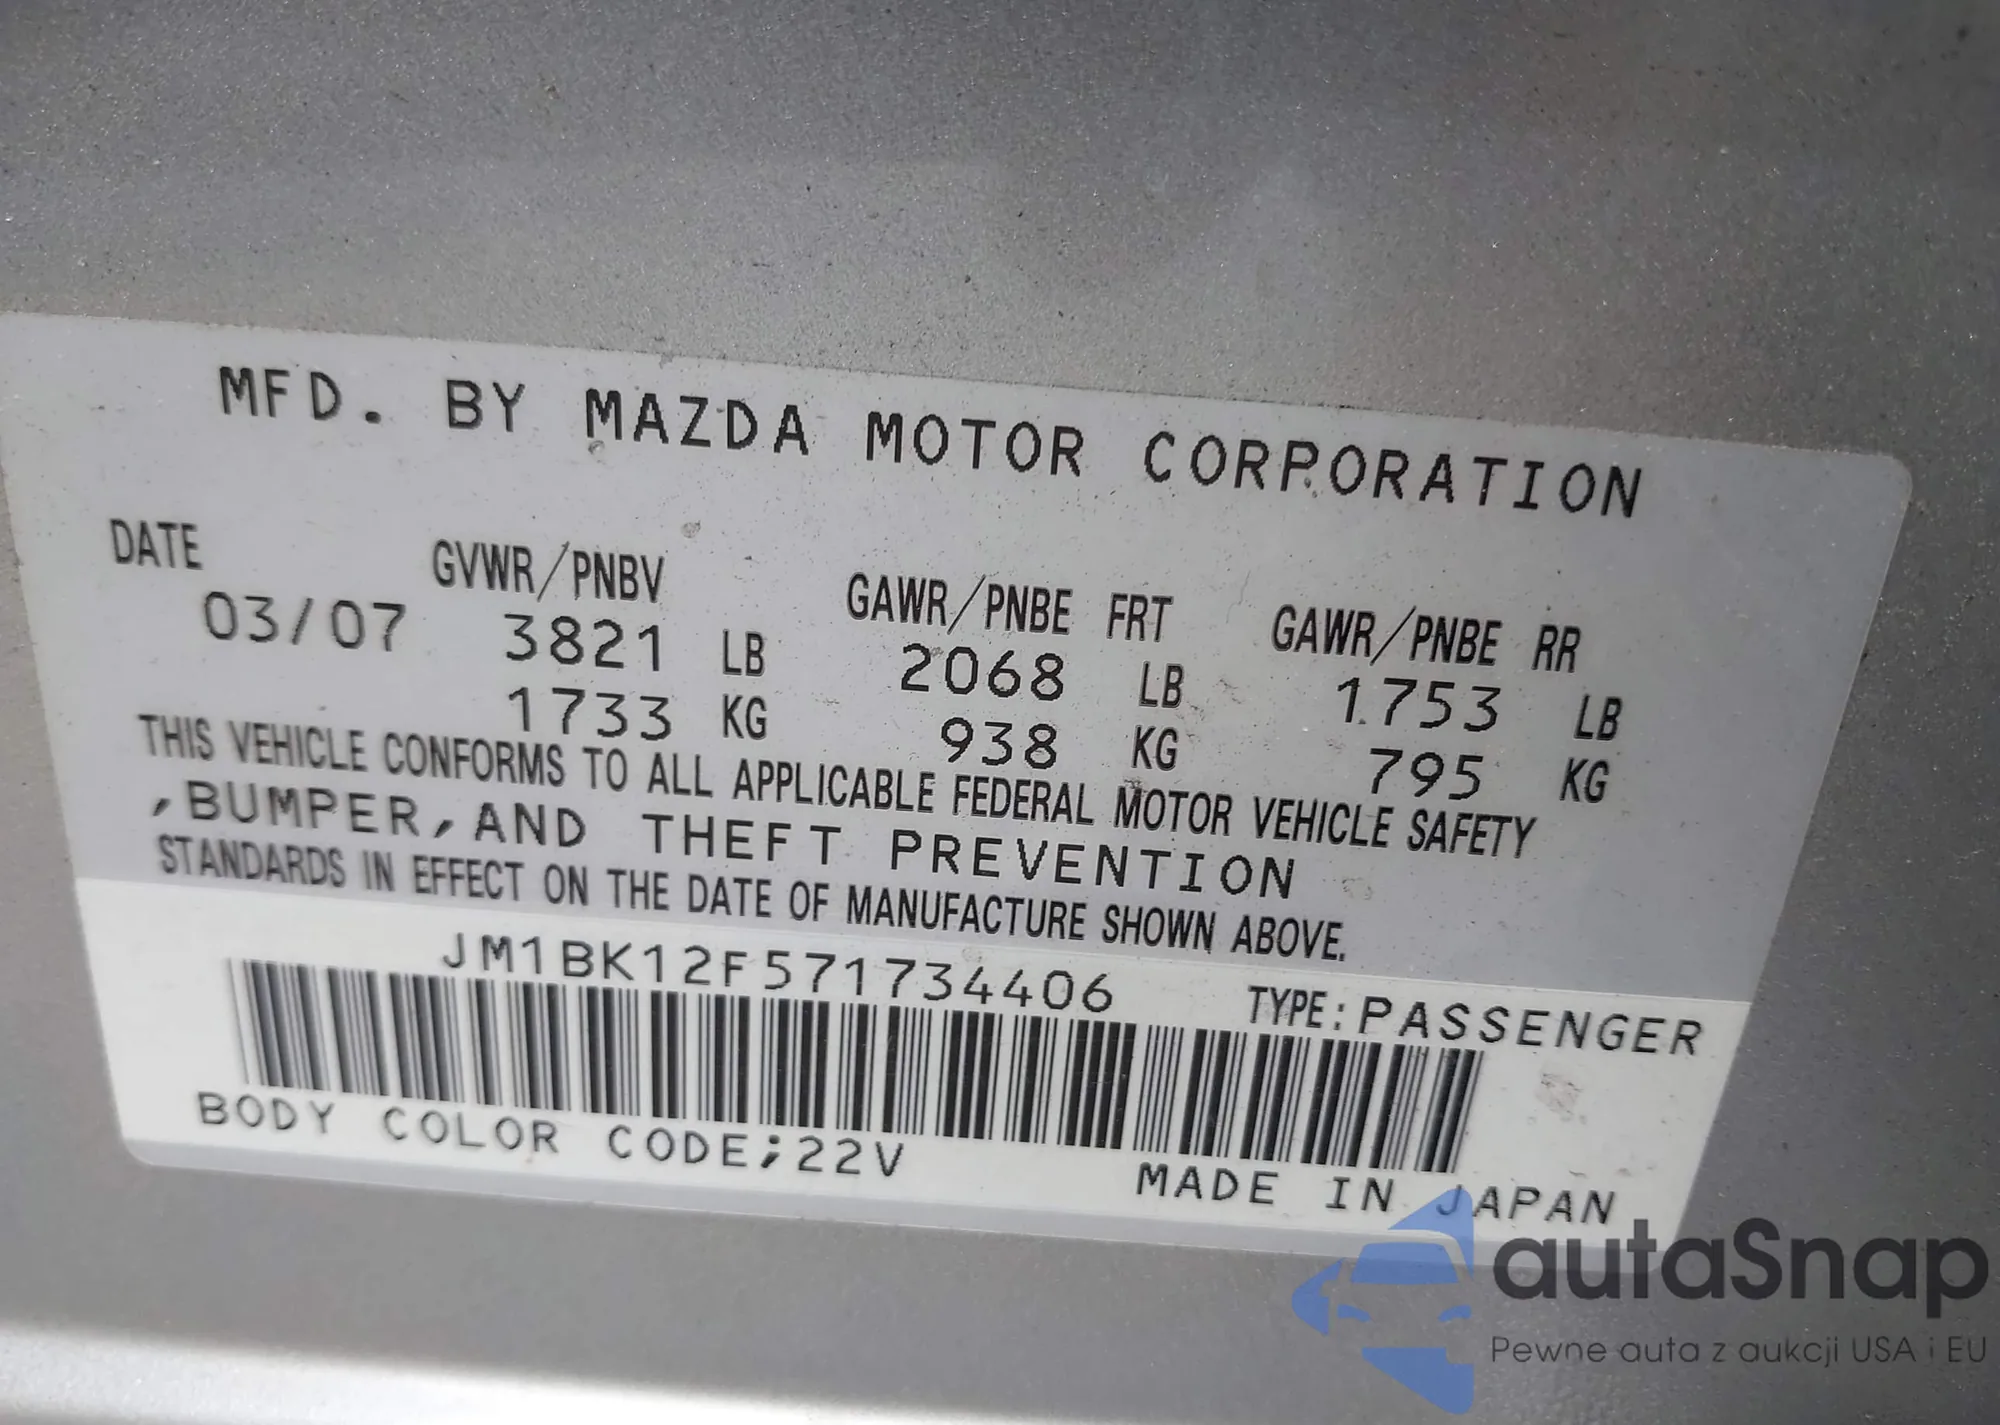 MFD. BY MAZDA MOTOR CORPORATION
DATE GVWR/PNBV GAWR/PNBE FRT GAWR/PNBE RR
03/07 3821 LB 2068 LB 1753 LB
1733 KG 938 KG 795 KG
THIS VEHICLE CONFORMS TO ALL APPLICABLE FEDERAL MOTOR VEHICLE SAFETY
,BUMPER,AND THEFT PREVENTION
STANDARDS IN EFFECT ON THE DATE OF MANUFACTURE SHOWN ABOVE.
JM1BK12F571734406 TYPE:PASSENGER
BODY COLOR CODE;22V MADE IN JAPAN
autaSnap
Pewne auta z aukcji USA i EU